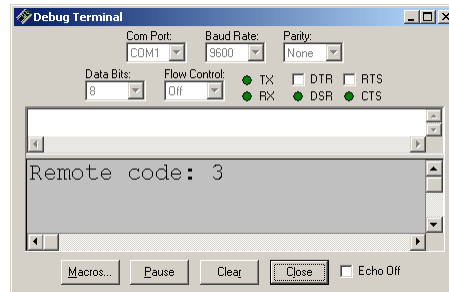 Debug Terminal
Com Port: Baud Rate: Parity:
COM1 9600 None
Data Bits: Flow Control: TX DTR RTS
8 Off RX DSR CTS
Remote code: 3
Macros... Pause Clear Close Echo Off